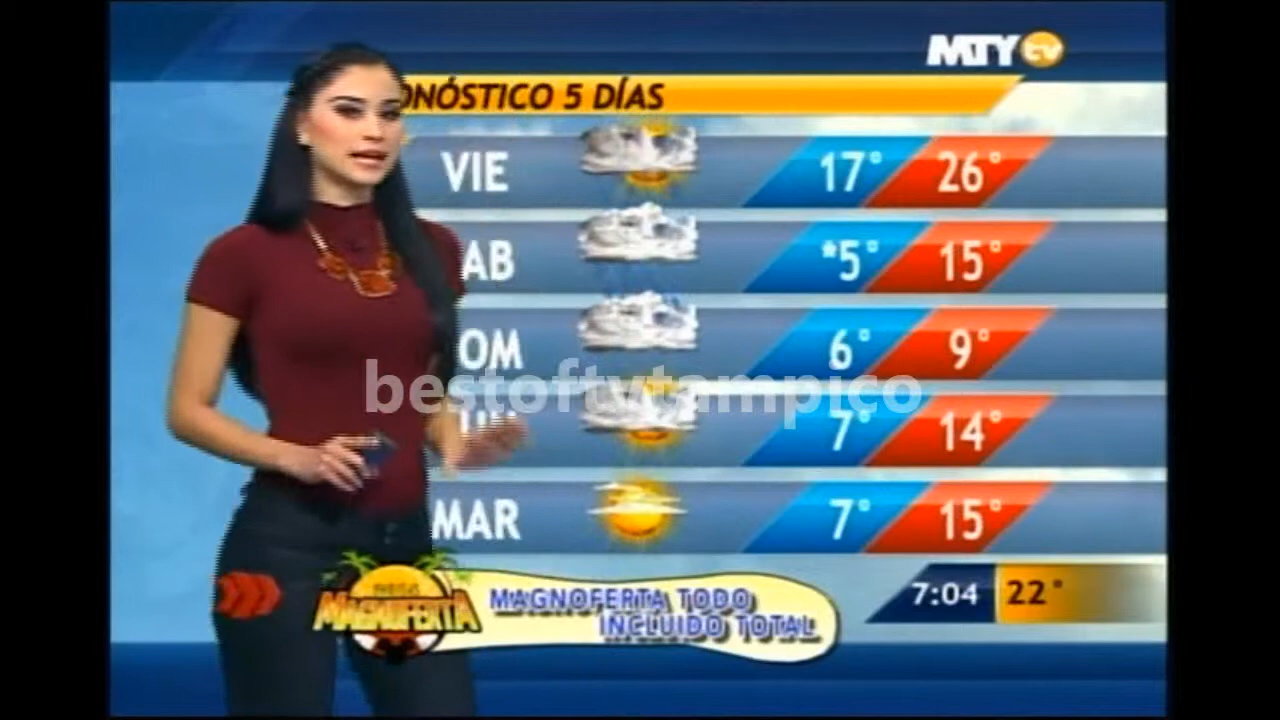 MTY tv
ONÓSTICO 5 DÍAS
VIE 17° 26°
AB *5° 15°
OM 6° 9°
bestoftvtampico
7° 14°
MAR 7° 15°
7:04 22°
MAGNOFERTA
MAGNOFERTA TODO
INCLUIDO TOTAL